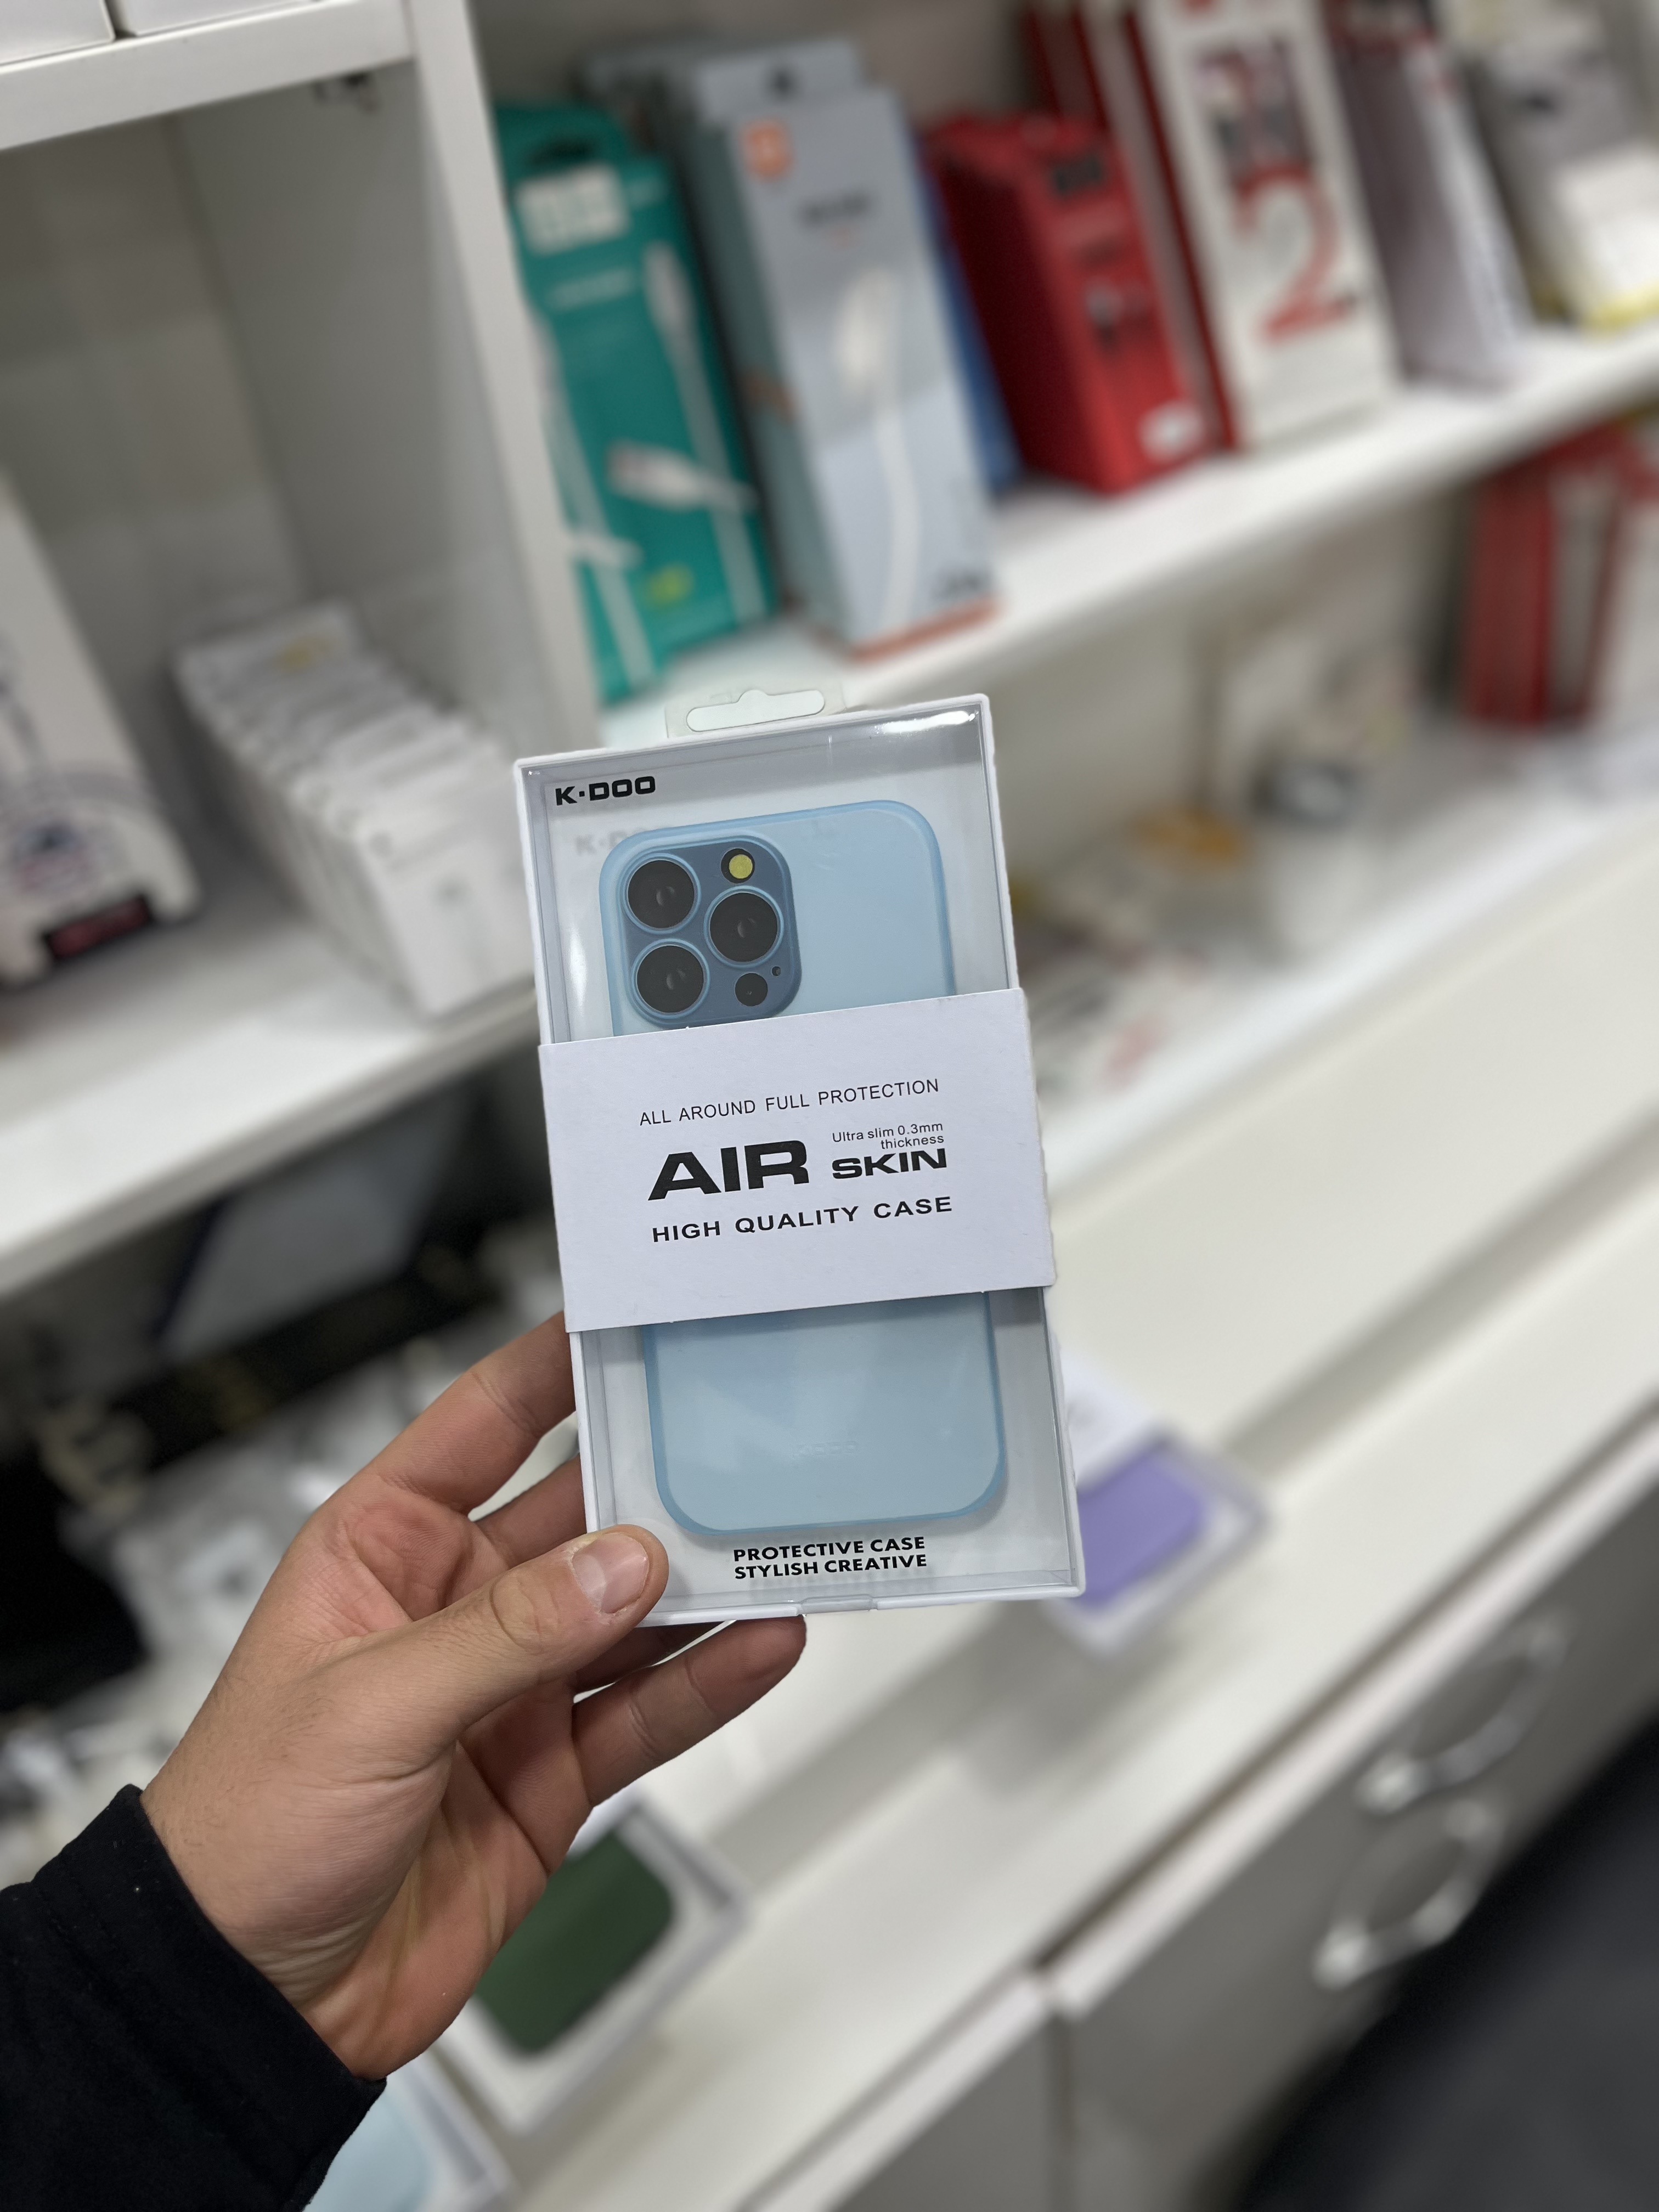 K·DOO
ALL AROUND FULL PROTECTION
AIR SKIN
Ultra slim 0.3mm
thickness
HIGH QUALITY CASE
PROTECTIVE CASE
STYLISH CREATIVE
2